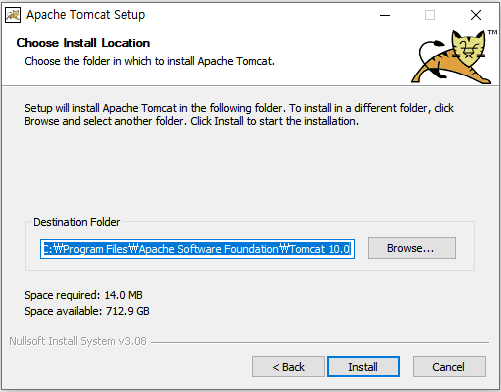 Apache Tomcat Setup
Choose Install Location
Choose the folder in which to install Apache Tomcat.
TM
Setup will install Apache Tomcat in the following folder. To install in a different folder, click
Browse and select another folder. Click Install to start the installation.
Destination Folder
C:₩Program Files₩Apache Software Foundation₩Tomcat 10.0
Browse...
Space required: 14.0 MB
Space available: 712.9 GB
Nullsoft Install System v3.08
< Back
Install
Cancel